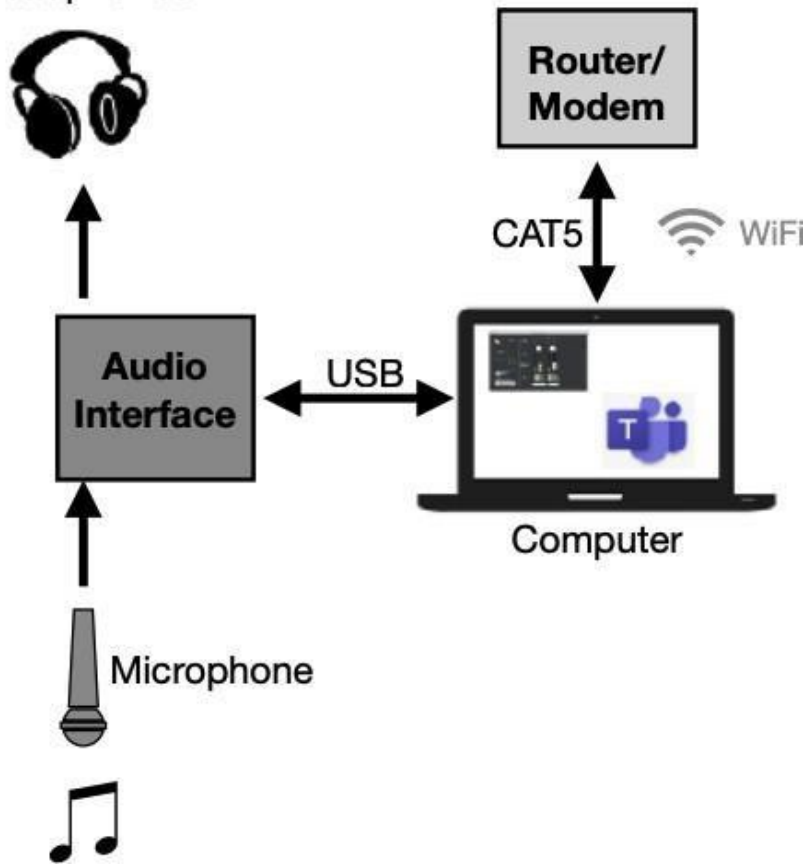 Router/
Modem
CAT5
WiFi
Audio
Interface
USB
T
Computer
Microphone